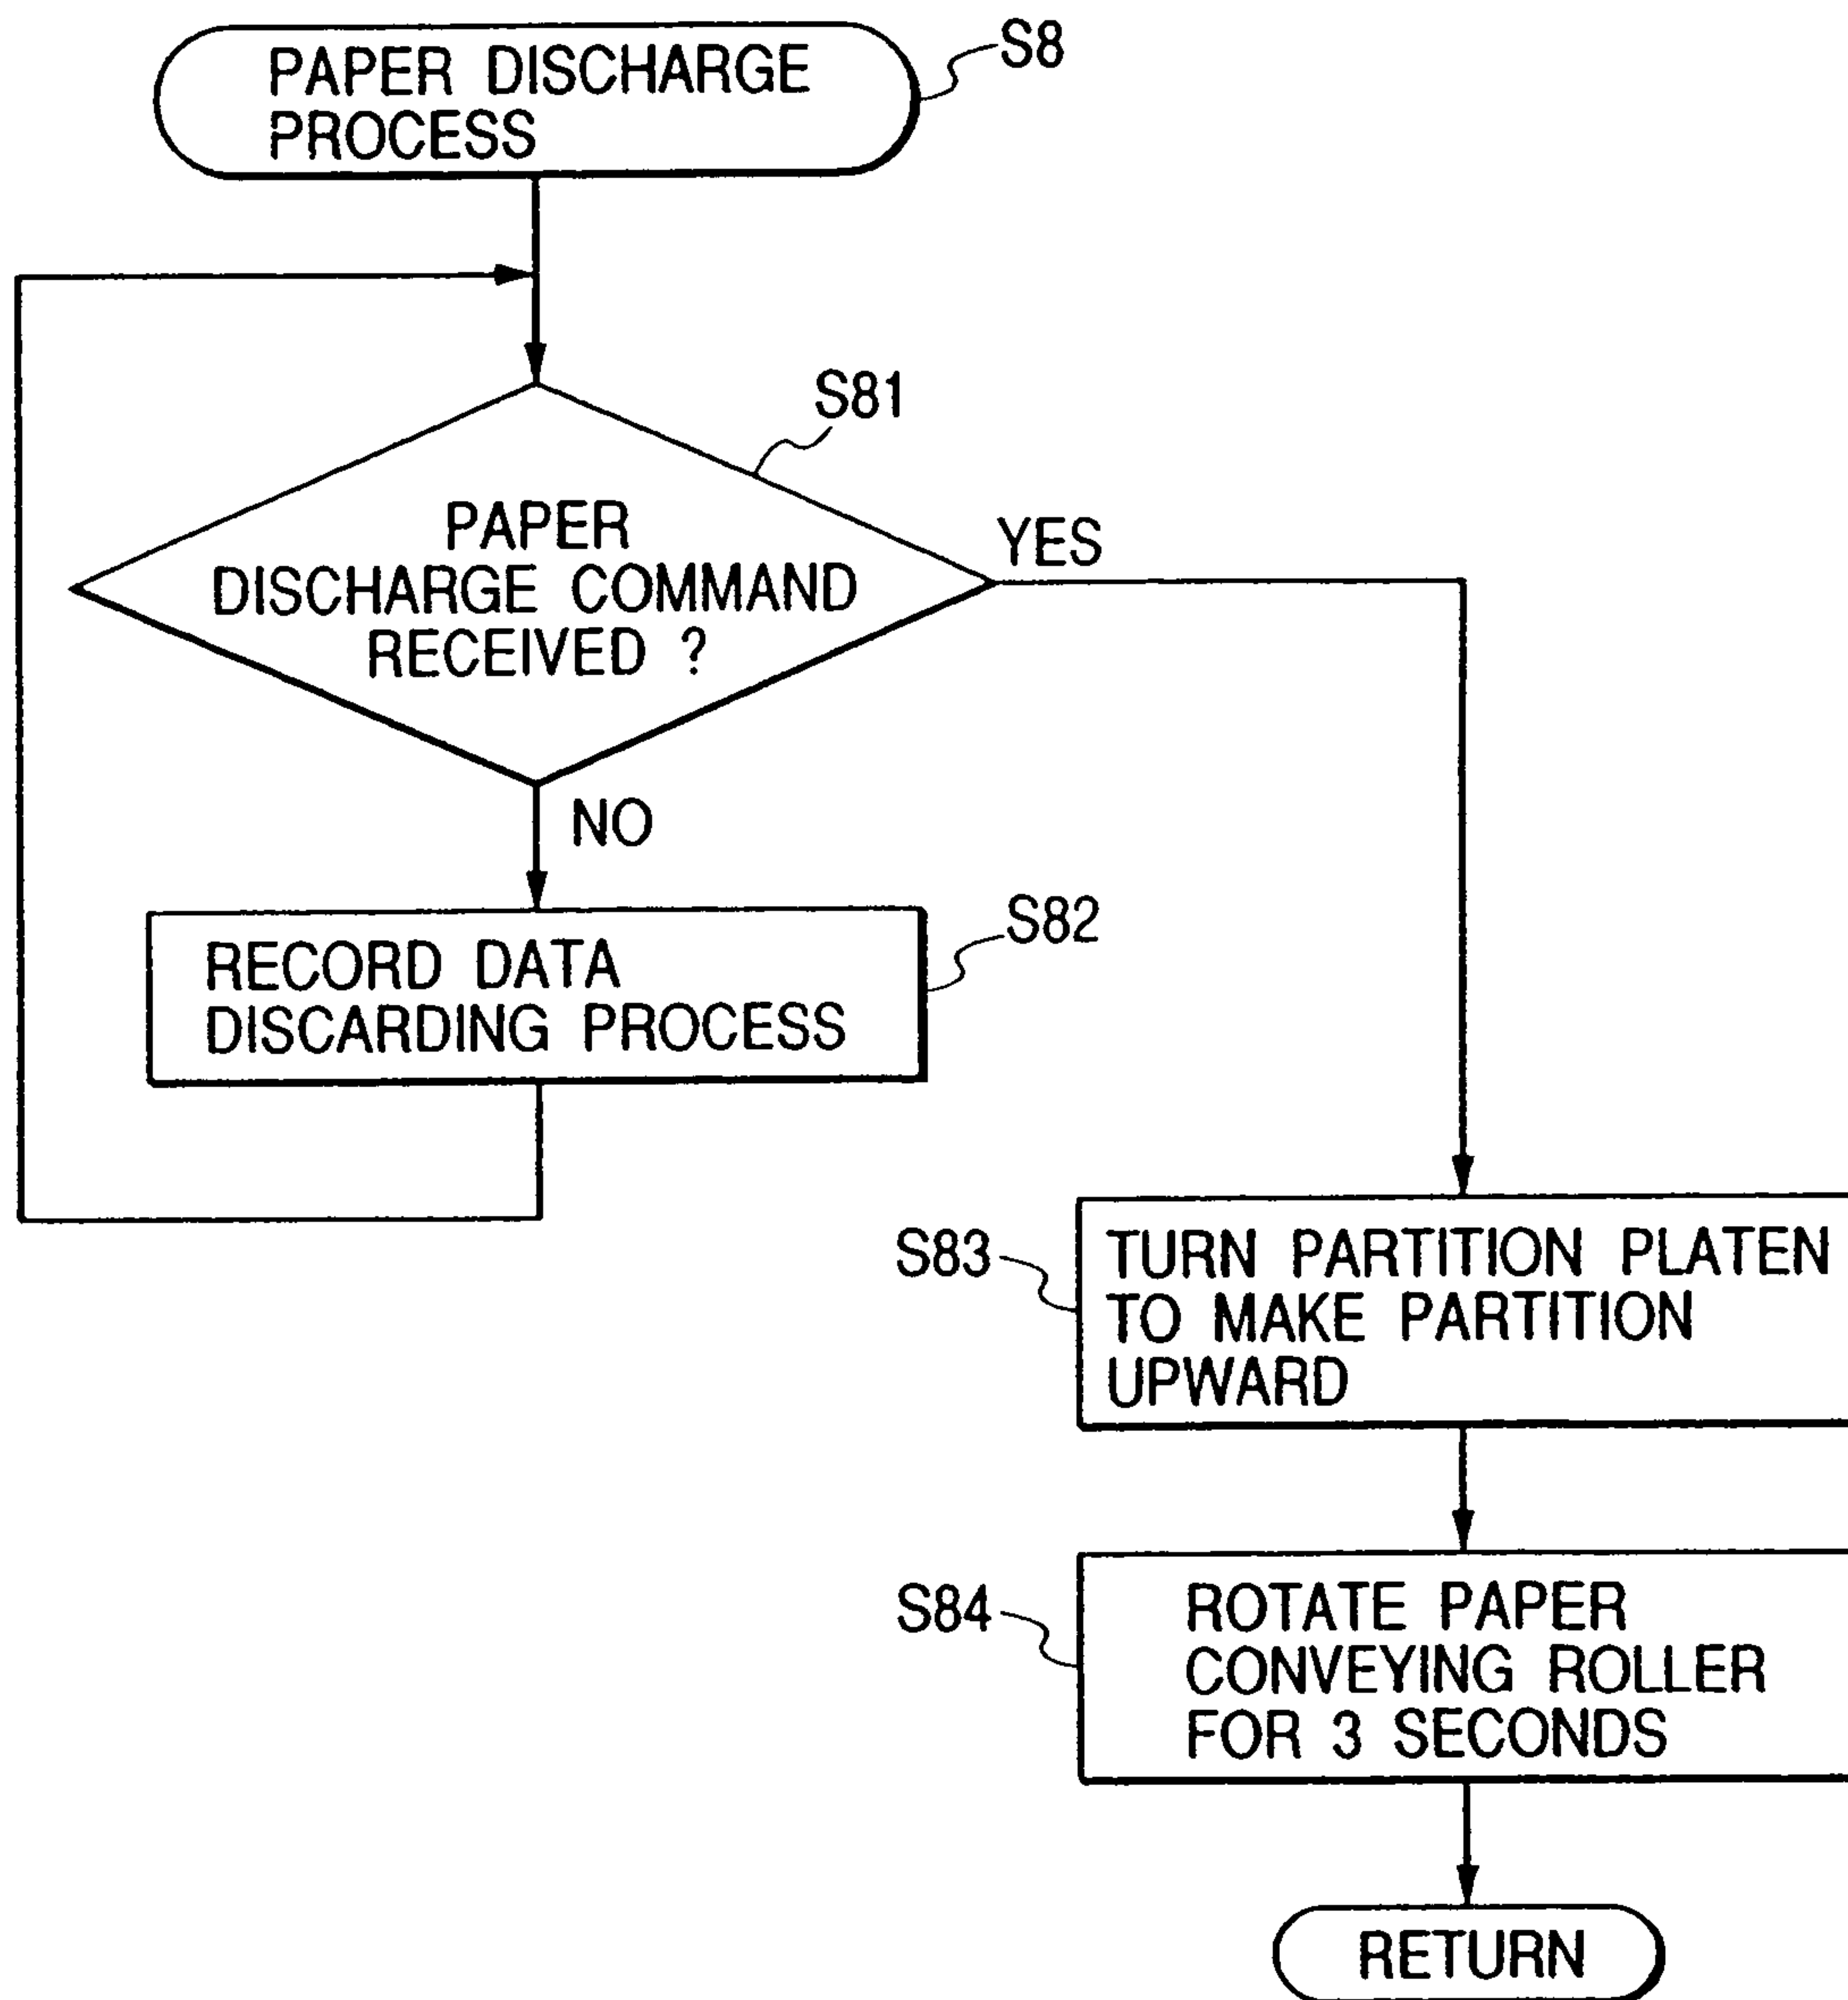 PAPER DISCHARGE
PROCESS
S8
S81
PAPER
DISCHARGE COMMAND
RECEIVED ?
YES
NO
S82
RECORD DATA
DISCARDING PROCESS
S83
TURN PARTITION PLATEN
TO MAKE PARTITION
UPWARD
S84
ROTATE PAPER
CONVEYING ROLLER
FOR 3 SECONDS
RETURN